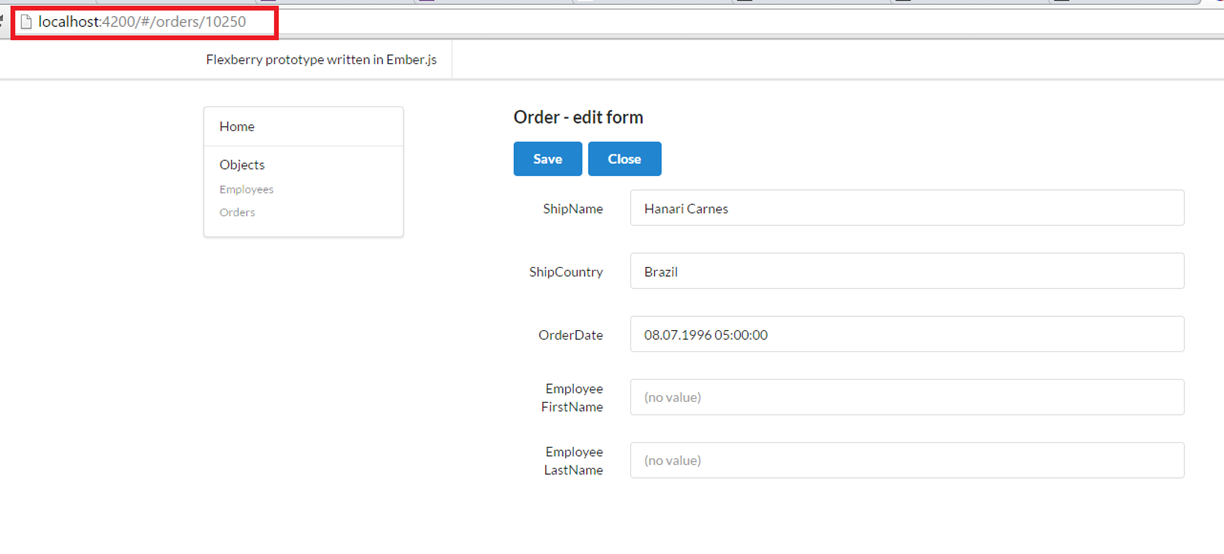 localhost:4200/#/orders/10250
Flexberry prototype written in Ember.js
Home
Objects
Employees
Orders
Order - edit form
Save
Close
ShipName
Hanari Carnes
ShipCountry
Brazil
OrderDate
08.07.1996 05:00:00
Employee
FirstName
(no value)
Employee
LastName
(no value)